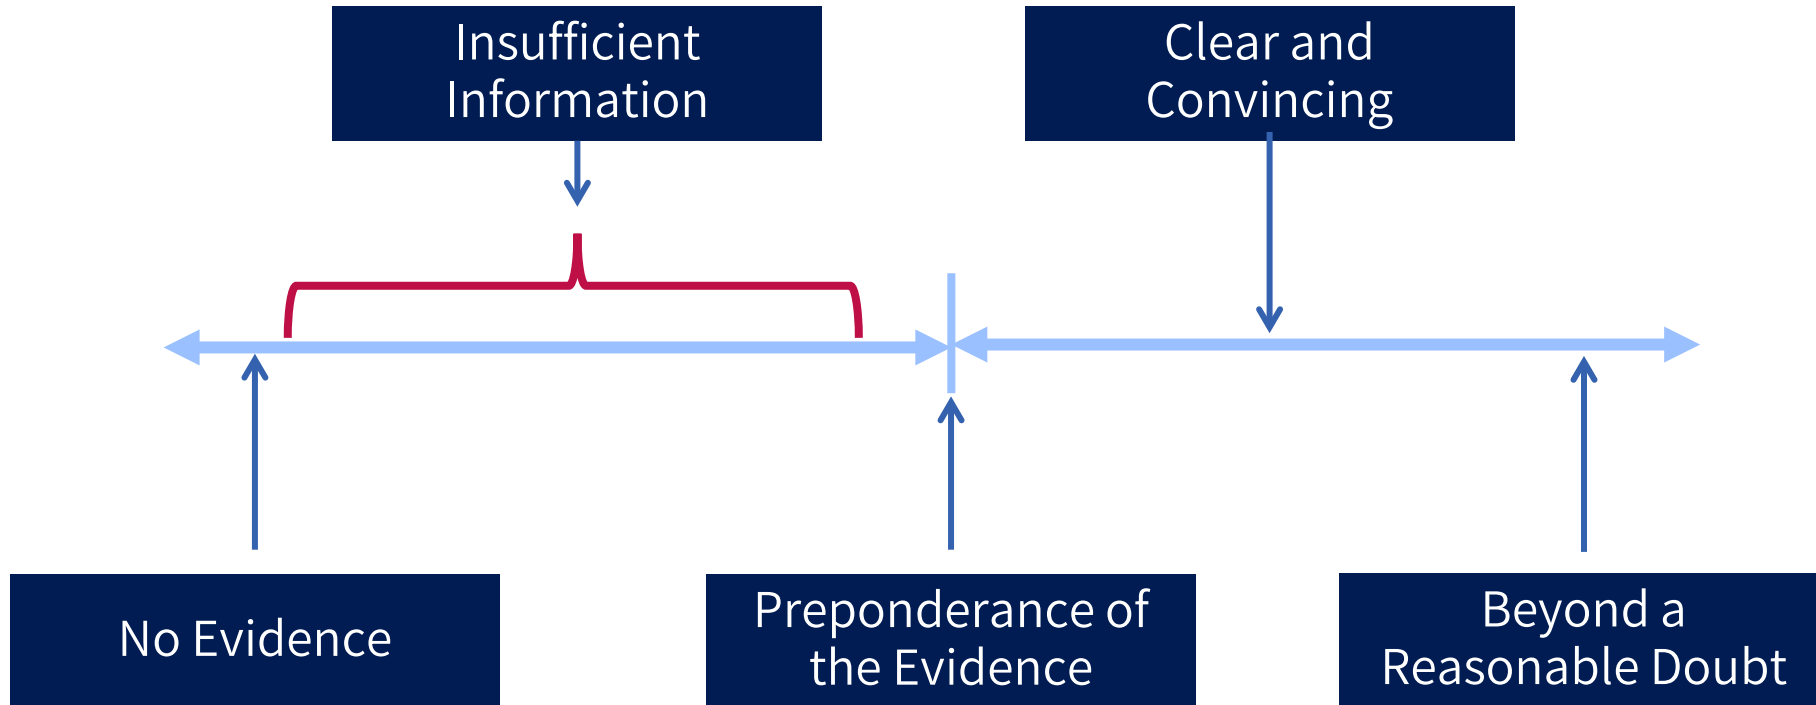 Insufficient
Information
Clear and
Convincing
No Evidence
Preponderance of
the Evidence
Beyond a
Reasonable Doubt